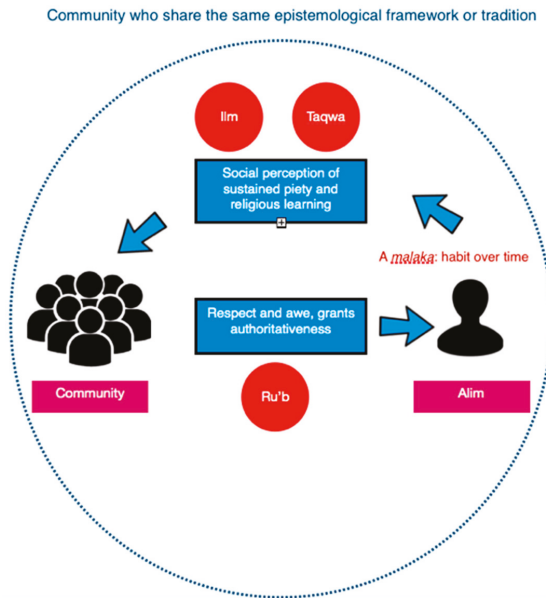 Community who share the same epistemological framework or tradition
Ilm
Taqwa
Social perception of
sustained piety and
religious learning
A malaka: habit over time
Respect and awe, grants
authoritativeness
Community
Ru'b
Alim